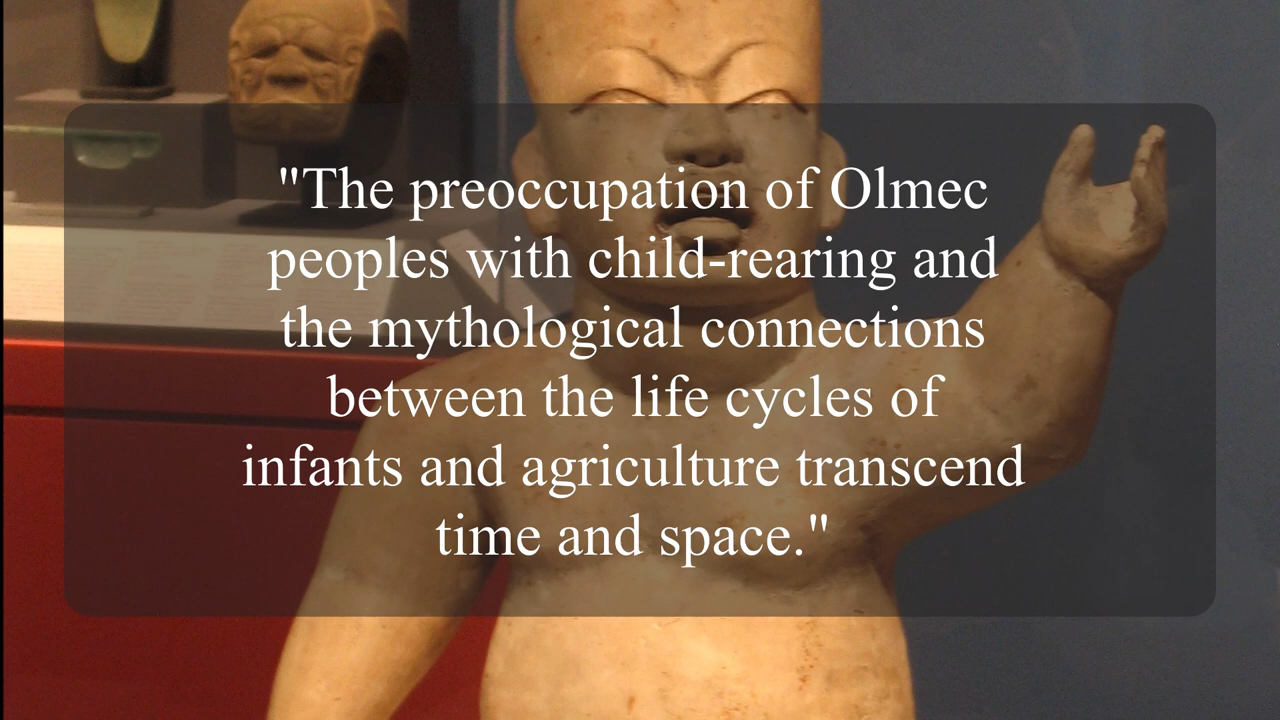 "The preoccupation of Olmec
peoples with child-rearing and
the mythological connections
between the life cycles of
infants and agriculture transcend
time and space."